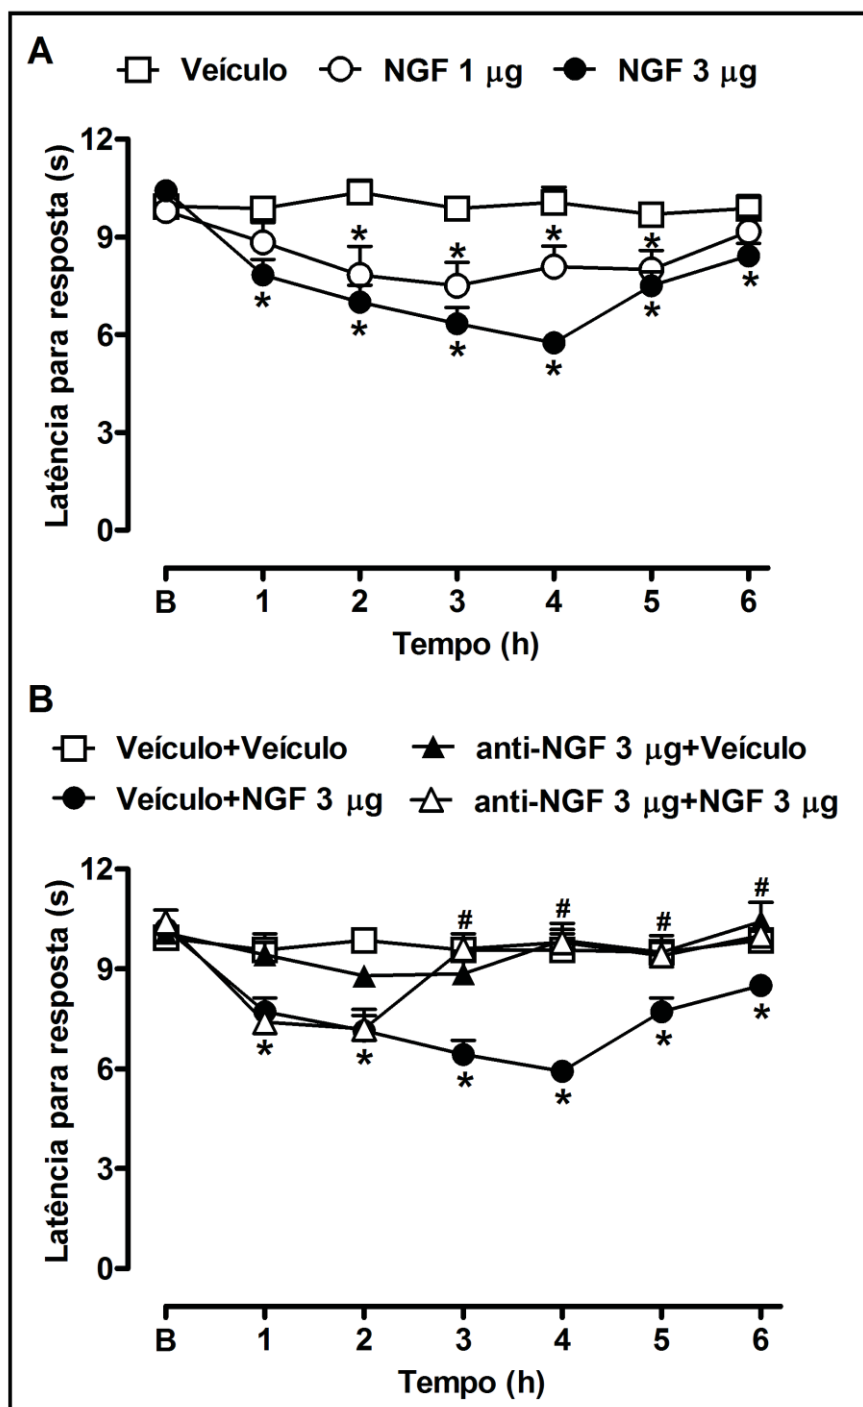 A
Veículo NGF 1 μg NGF 3 μg
Latência para resposta (s)
12
9
6
3
0
* * * *
* * * * * *
B 1 2 3 4 5 6
Tempo (h)
B
Veículo+Veículo anti-NGF 3 μg+Veículo
Veículo+NGF 3 μg anti-NGF 3 μg+NGF 3 μg
Latência para resposta (s)
12
9
6
3
0
# # # #
* * * * * *
B 1 2 3 4 5 6
Tempo (h)